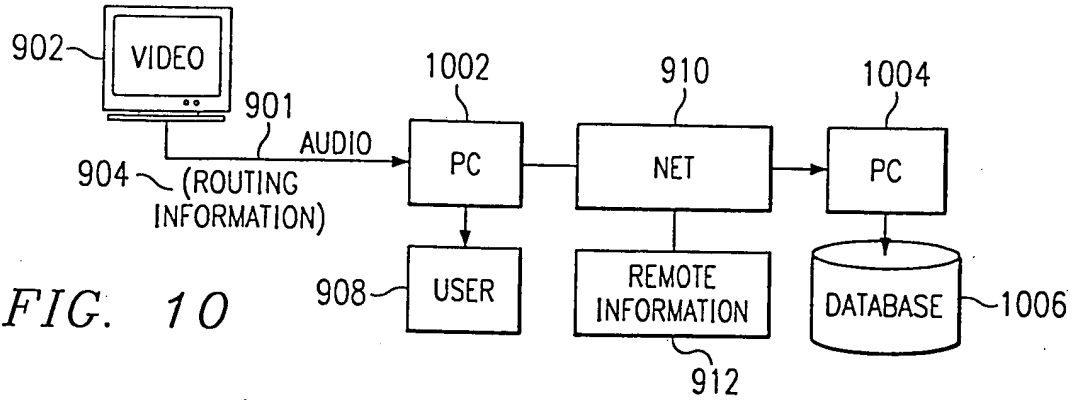 902
VIDEO
901
AUDIO
904
(ROUTING
INFORMATION)
1002
PC
910
NET
1004
PC
908
USER
REMOTE
INFORMATION
912
DATABASE
1006
FIG. 10